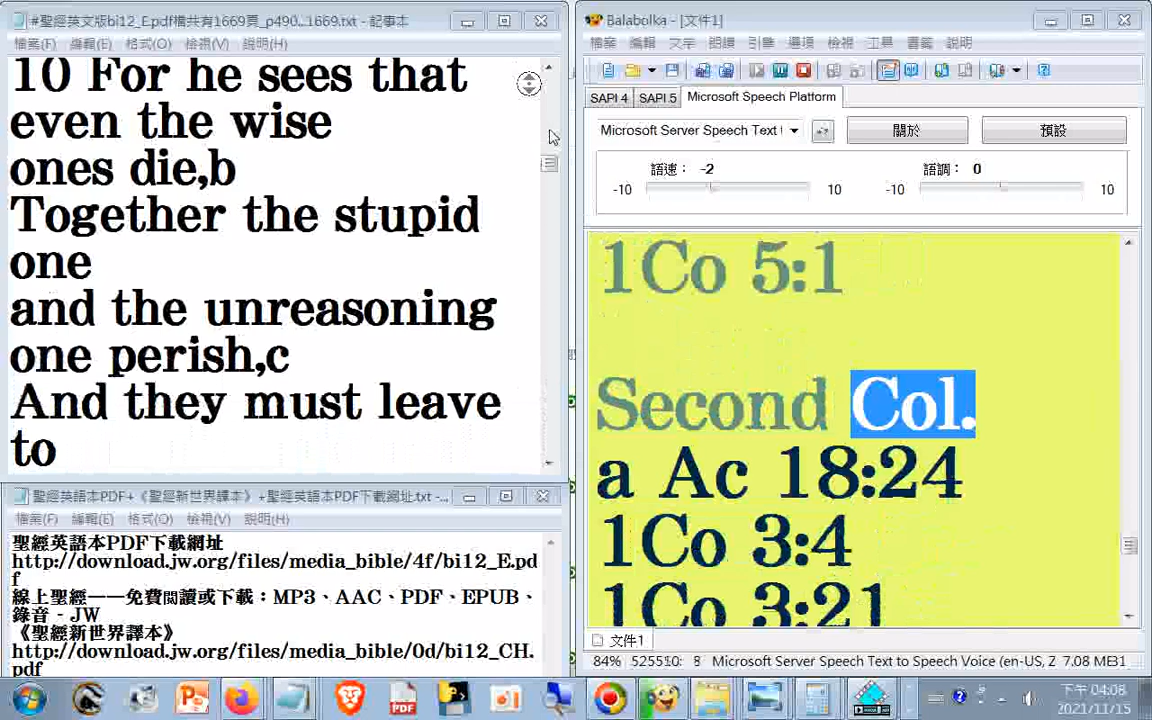 #聖經英文版bi12_E.pdf檔共有1669頁_p490...1669.txt - 記事本
檔案(F) 編輯(E) 格式(O) 檢視(V) 說明(H)
10 For he sees that
even the wise
ones die,b
Together the stupid
one
and the unreasoning
one perish,c
And they must leave
to
聖經英語本PDF+《聖經新世界譯本》+聖經英語本PDF下載網址.txt -...
檔案(F) 編輯(E) 格式(O) 檢視(V) 說明(H)
聖經英語本PDF下載網址
http://download.jw.org/files/media_bible/4f/bi12_E.pd
f
線上聖經——免費閱讀或下載：MP3、AAC、PDF、EPUB、
錄音 - JW
《聖經新世界譯本》
http://download.jw.org/files/media_bible/0d/bi12_CH.
pdf
Balabolka - [文件1]
檔案 編輯 文字 朗讀 引擎 選項 檢視 工具 書籤 說明
SAPI 4 SAPI 5 Microsoft Speech Platform
Microsoft Server Speech Text
關於 預設
語速： -2 語調： 0
-10 10 -10 10
1Co 5:1
Second Col.
a Ac 18:24
1Co 3:4
1Co 3:21
文件1
84% 8 Microsoft Server Speech Text to Speech Voice (en-US, Z 7.08 MB
下午 04:08
2021/11/15